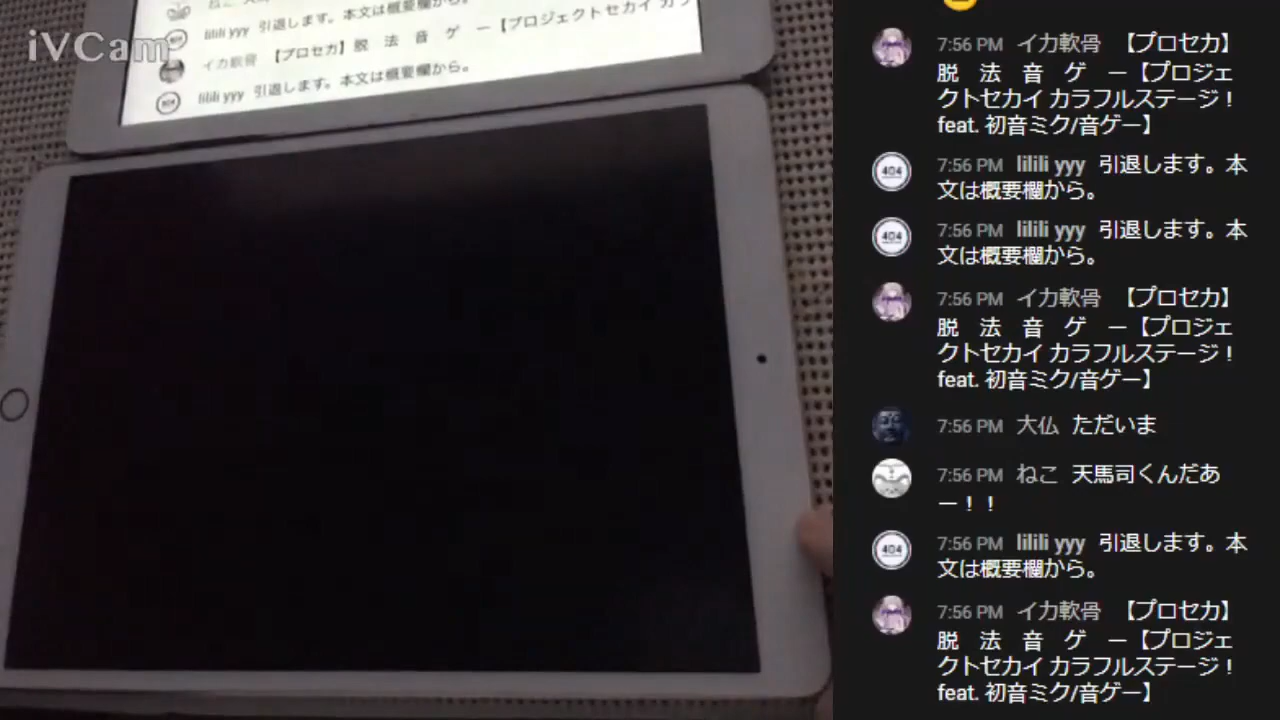 iVCam
lilili yyy 引退します。本文は概要欄から。
イカ軟骨 【プロセカ】脱 法 音 ゲ ー【プロジェクトセカイ カラフ
lilili yyy 引退します。本文は概要欄から。
7:56 PM イカ軟骨 【プロセカ】
脱 法 音 ゲ ー【プロジェ
クトセカイ カラフルステージ！
feat. 初音ミク/音ゲー】
404 7:56 PM lilili yyy 引退します。本
文は概要欄から。
404 7:56 PM lilili yyy 引退します。本
文は概要欄から。
7:56 PM イカ軟骨 【プロセカ】
脱 法 音 ゲ ー【プロジェ
クトセカイ カラフルステージ！
feat. 初音ミク/音ゲー】
7:56 PM 大仏 ただいま
7:56 PM ねこ 天馬司くんだあ
ー！！
404 7:56 PM lilili yyy 引退します。本
文は概要欄から。
7:56 PM イカ軟骨 【プロセカ】
脱 法 音 ゲ ー【プロジェ
クトセカイ カラフルステージ！
feat. 初音ミク/音ゲー】